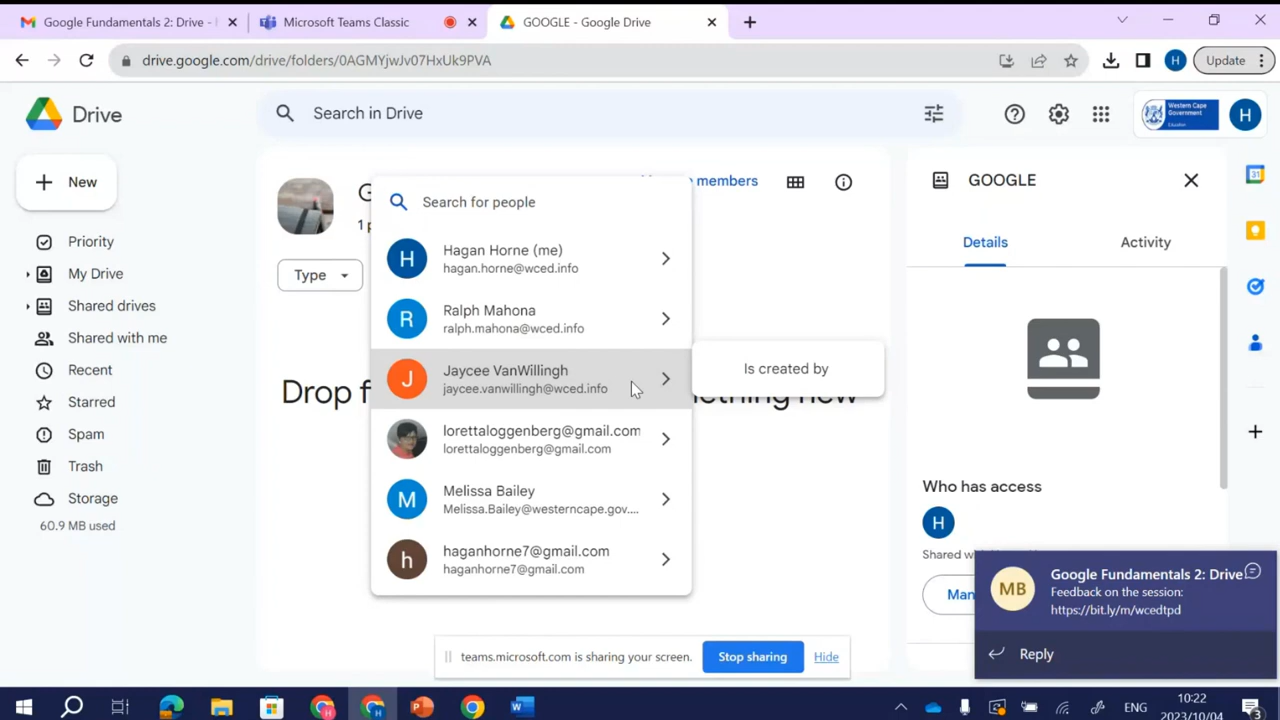 Google Fundamentals 2: Drive -
Microsoft Teams Classic
GOOGLE - Google Drive
drive.google.com/drive/folders/0AGMYjwJv07HxUk9PVA
H
Update
Drive
Search in Drive
Western Cape
Government
Education
H
New
Priority
My Drive
Shared drives
Shared with me
Recent
Starred
Spam
Trash
Storage
60.9 MB used
members
Type
Search for people
H
Hagan Horne (me)
hagan.horne@wced.info
R
Ralph Mahona
ralph.mahona@wced.info
J
Jaycee VanWillingh
jaycee.vanwillingh@wced.info
Is created by
lorettaloggenberg@gmail.com
lorettaloggenberg@gmail.com
M
Melissa Bailey
Melissa.Bailey@westerncape.gov....
h
haganhorne7@gmail.com
haganhorne7@gmail.com
Drop f
something new
GOOGLE
Details
Activity
31
Who has access
H
Man
MB
Google Fundamentals 2: Drive
Feedback on the session:
https://bit.ly/m/wcedtpd
Reply
teams.microsoft.com is sharing your screen.
Stop sharing
Hide
ENG
10:22
2023/10/04
3